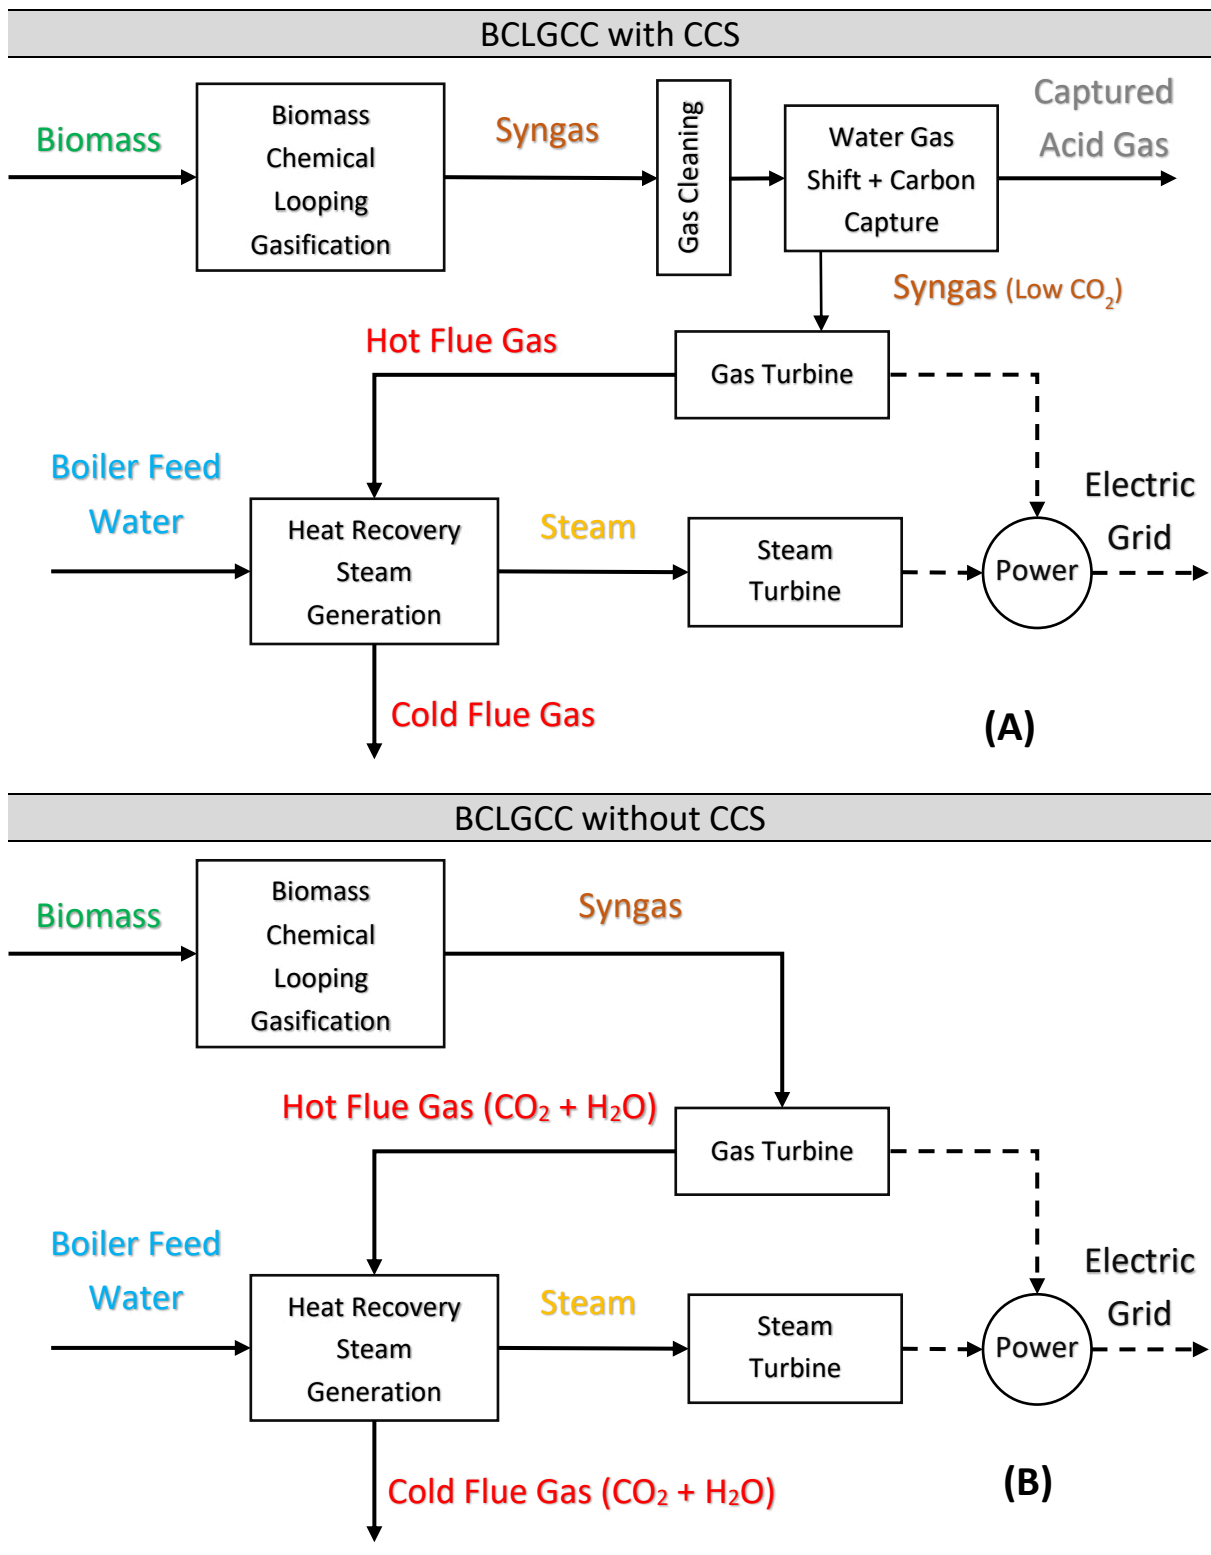 BCLGCC with CCS
Biomass
Biomass
Chemical
Looping
Gasification
Syngas
Gas Cleaning
Water Gas
Shift + Carbon
Capture
Captured
Acid Gas
Syngas (Low CO₂)
Hot Flue Gas
Gas Turbine
Boiler Feed
Water
Heat Recovery
Steam
Generation
Steam
Steam
Turbine
Power
Electric
Grid
Cold Flue Gas
(A)
BCLGCC without CCS
Biomass
Biomass
Chemical
Looping
Gasification
Syngas
Hot Flue Gas (CO₂ + H₂O)
Gas Turbine
Boiler Feed
Water
Heat Recovery
Steam
Generation
Steam
Steam
Turbine
Power
Electric
Grid
Cold Flue Gas (CO₂ + H₂O)
(B)